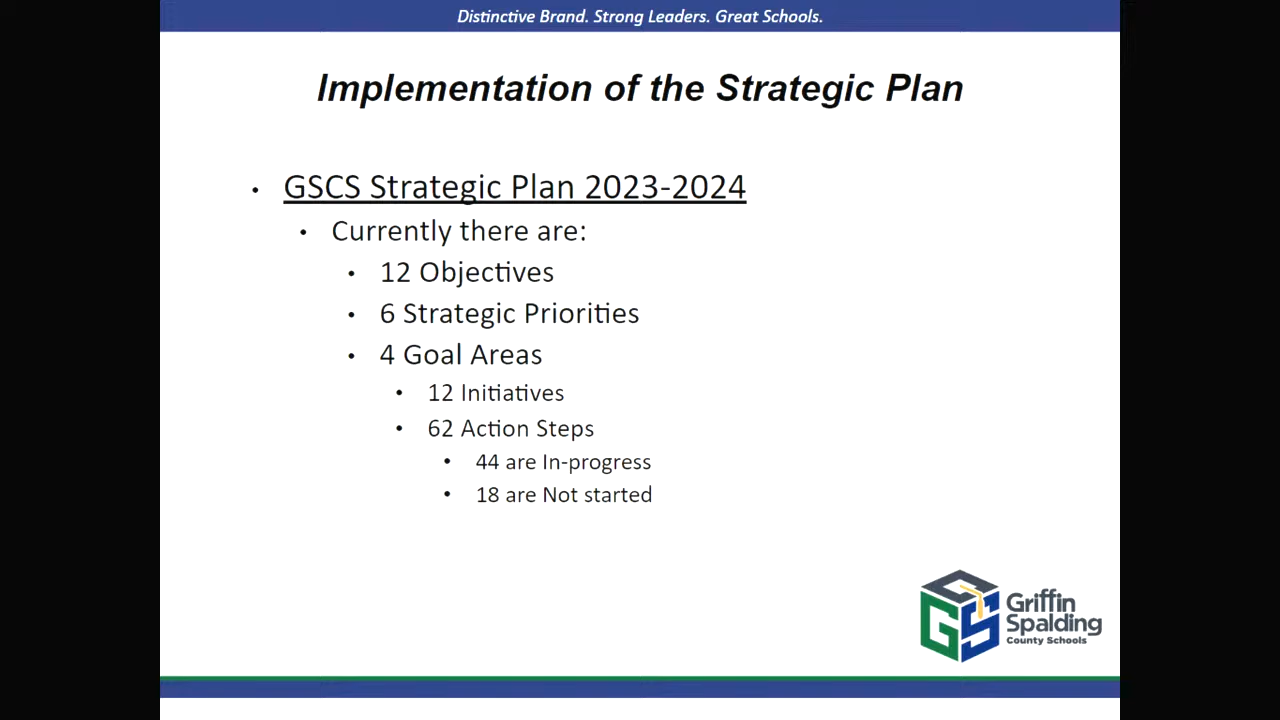 Distinctive Brand. Strong Leaders. Great Schools.
Implementation of the Strategic Plan
• GSCS Strategic Plan 2023-2024
• Currently there are:
• 12 Objectives
• 6 Strategic Priorities
• 4 Goal Areas
• 12 Initiatives
• 62 Action Steps
• 44 are In-progress
• 18 are Not started
GCS
Griffin
Spalding
County Schools